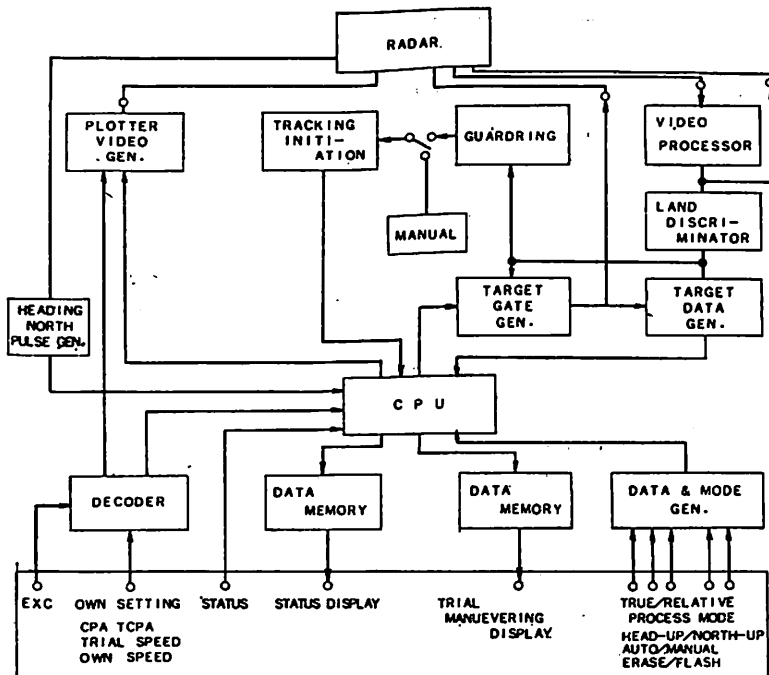 RADAR.
PLOTTER
VIDEO
GEN.
TRACKING
INITI-
ATION
GUARDRING
VIDEO
PROCESSOR
MANUAL
LAND
DISCRI-
MINATOR
HEADING
NORTH
PULSE GEN.
TARGET
GATE
GEN.
TARGET
DATA
GEN.
C P U
DECODER
DATA
MEMORY
DATA
MEMORY
DATA & MODE
GEN.
EXC
OWN SETTING
CPA TCPA
TRIAL SPEED
OWN SPEED
STATUS
STATUS DISPLAY
TRIAL
MANUEVERING
DISPLAY
TRUE/RELATIVE
PROCESS MODE
HEAD-UP/NORTH-UP
AUTO/MANUAL
ERASE/FLASH